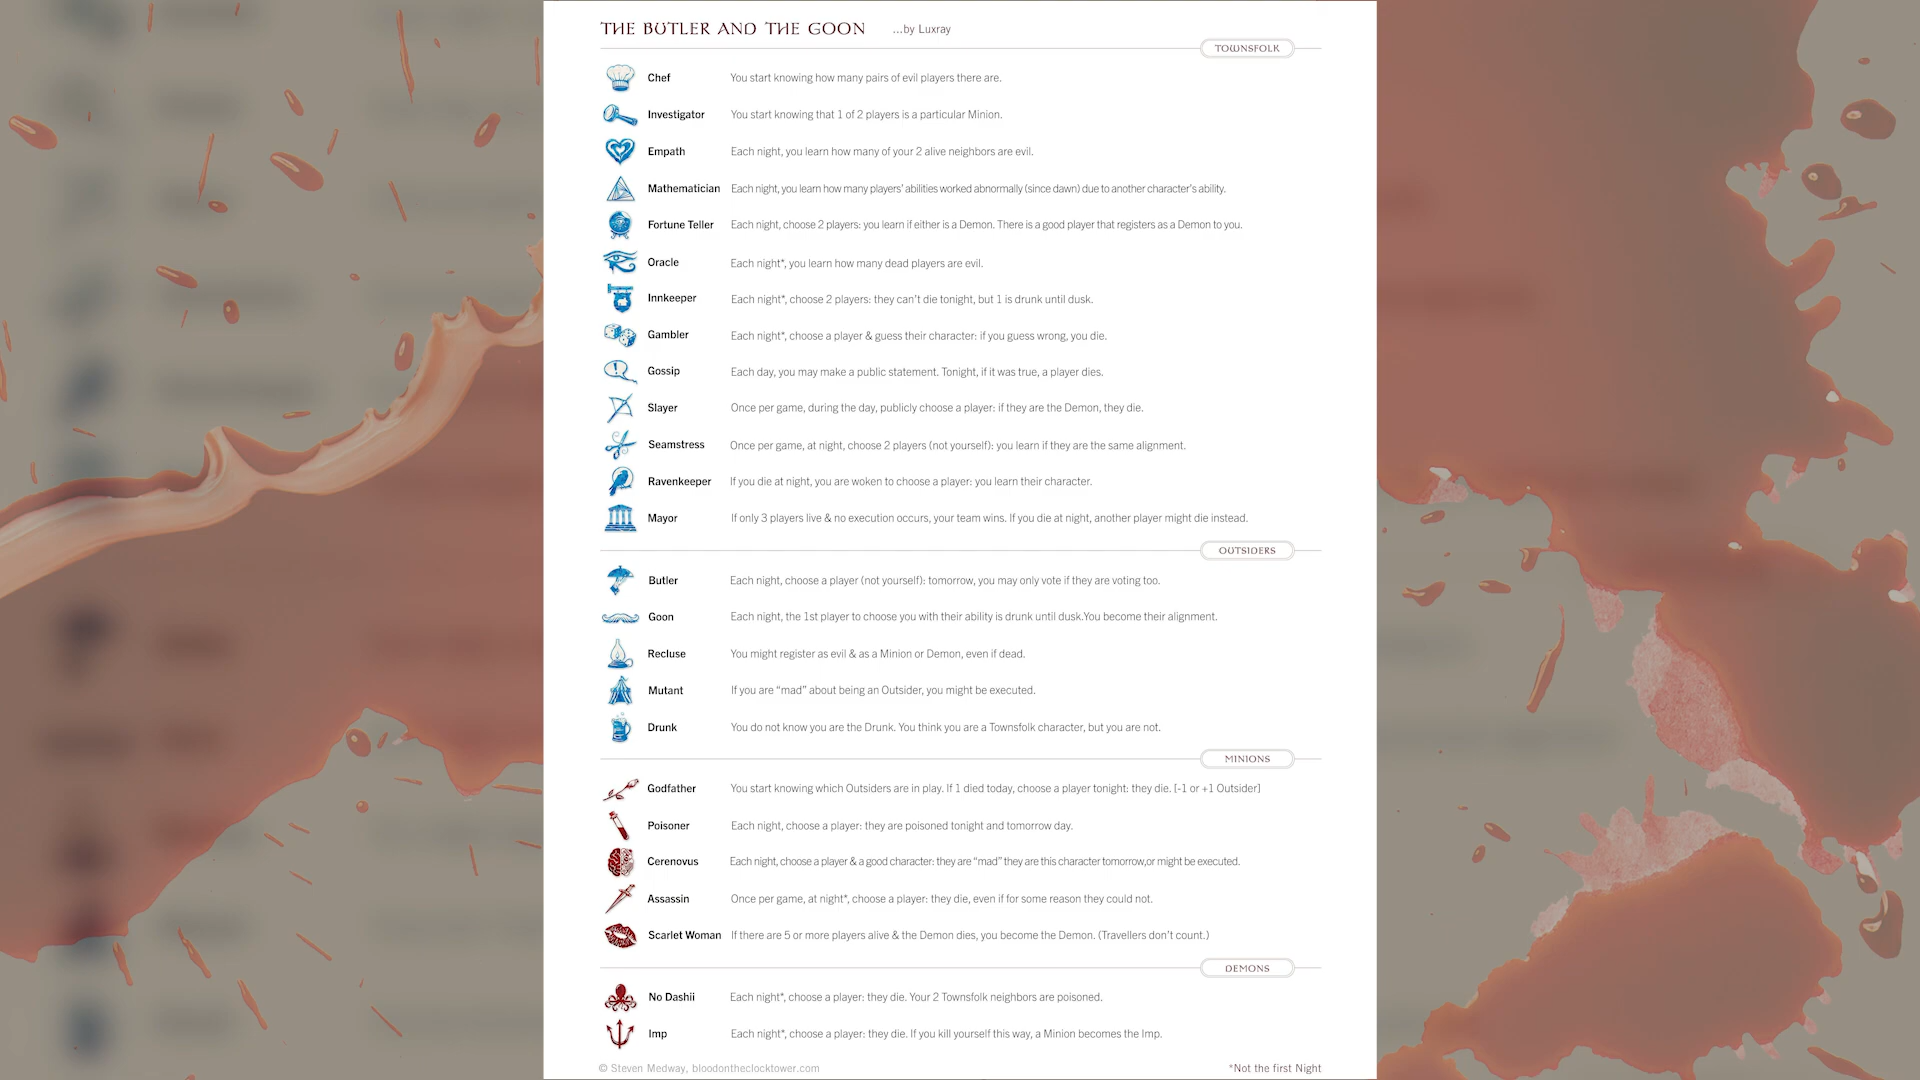 THE BUTLER AND THE GOON ...by Luxray
TOWNSFOLK
Chef You start knowing how many pairs of evil players there are.
Investigator You start knowing that 1 of 2 players is a particular Minion.
Empath Each night, you learn how many of your 2 alive neighbors are evil.
Mathematician Each night, you learn how many players' abilities worked abnormally (since dawn) due to another character's ability.
Fortune Teller Each night, choose 2 players: you learn if either is a Demon. There is a good player that registers as a Demon to you.
Oracle Each night*, you learn how many dead players are evil.
Innkeeper Each night*, choose 2 players: they can't die tonight, but 1 is drunk until dusk.
Gambler Each night*, choose a player & guess their character: if you guess wrong, you die.
Gossip Each day, you may make a public statement. Tonight, if it was true, a player dies.
Slayer Once per game, during the day, publicly choose a player: if they are the Demon, they die.
Seamstress Once per game, at night, choose 2 players (not yourself): you learn if they are the same alignment.
Ravenkeeper If you die at night, you are woken to choose a player: you learn their character.
Mayor If only 3 players live & no execution occurs, your team wins. If you die at night, another player might die instead.
OUTSIDERS
Butler Each night, choose a player (not yourself): tomorrow, you may only vote if they are voting too.
Goon Each night, the 1st player to choose you with their ability is drunk until dusk.You become their alignment.
Recluse You might register as evil & as a Minion or Demon, even if dead.
Mutant If you are "mad" about being an Outsider, you might be executed.
Drunk You do not know you are the Drunk. You think you are a Townsfolk character, but you are not.
MINIONS
Godfather You start knowing which Outsiders are in play. If 1 died today, choose a player tonight: they die. [-1 or +1 Outsider]
Poisoner Each night, choose a player: they are poisoned tonight and tomorrow day.
Cerenovus Each night, choose a player & a good character: they are "mad" they are this character tomorrow,or might be executed.
Assassin Once per game, at night*, choose a player: they die, even if for some reason they could not.
Scarlet Woman If there are 5 or more players alive & the Demon dies, you become the Demon. (Travellers don't count.)
DEMONS
No Dashii Each night*, choose a player: they die. Your 2 Townsfolk neighbors are poisoned.
Imp Each night*, choose a player: they die. If you kill yourself this way, a Minion becomes the Imp.
© Steven Medway, bloodontheclocktower.com *Not the first Night